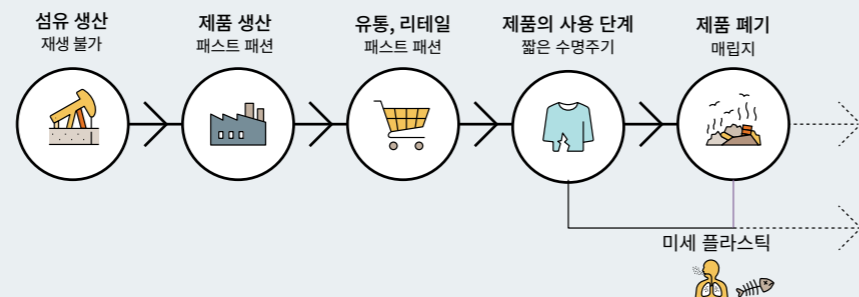 섬유 생산
재생 불가
제품 생산
패스트 패션
유통, 리테일
패스트 패션
제품의 사용 단계
짧은 수명주기
제품 폐기
매립지
미세 플라스틱